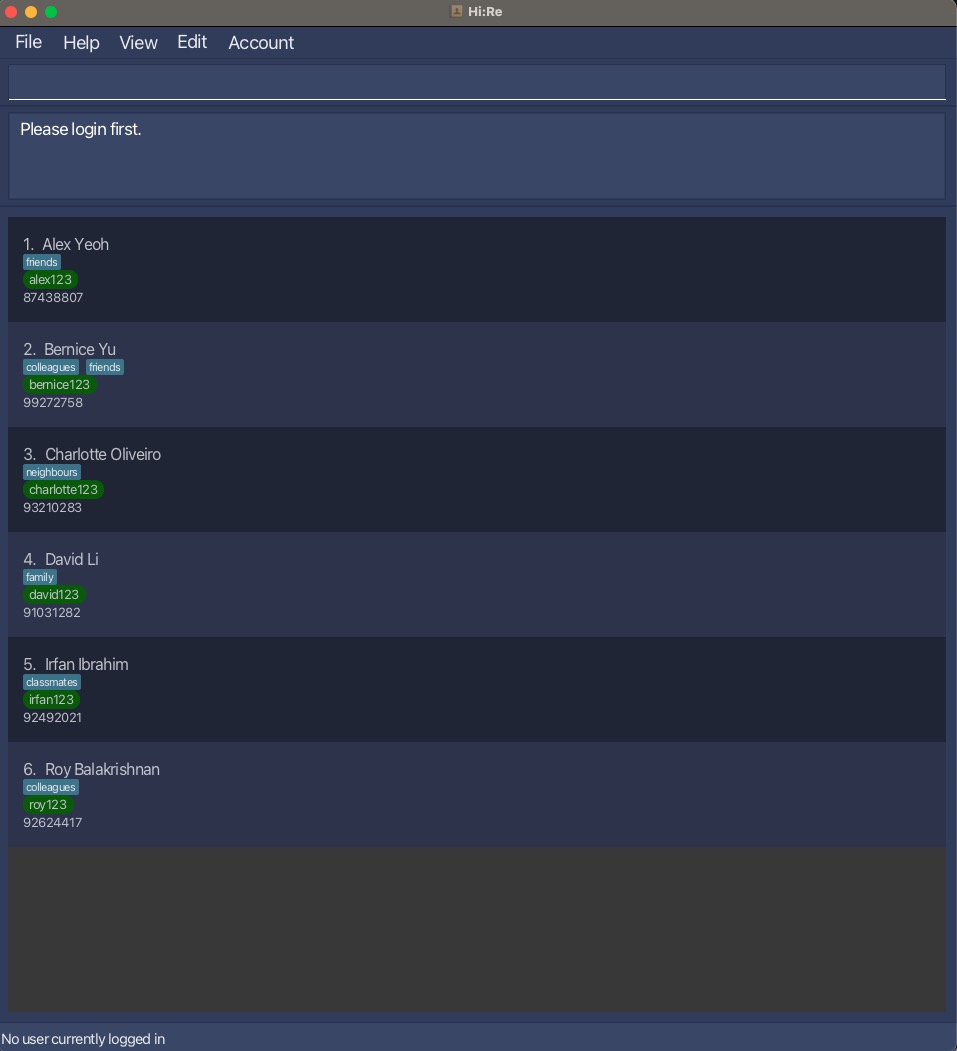 Hi:Re
File Help View Edit Account
Please login first.
1. Alex Yeoh
friends
alex123
87438807
2. Bernice Yu
colleagues friends
bernice123
99272758
3. Charlotte Oliveiro
neighbours
charlotte123
93210283
4. David Li
family
david123
91031282
5. Irfan Ibrahim
classmates
irfan123
92492021
6. Roy Balakrishnan
colleagues
roy123
92624417
No user currently logged in